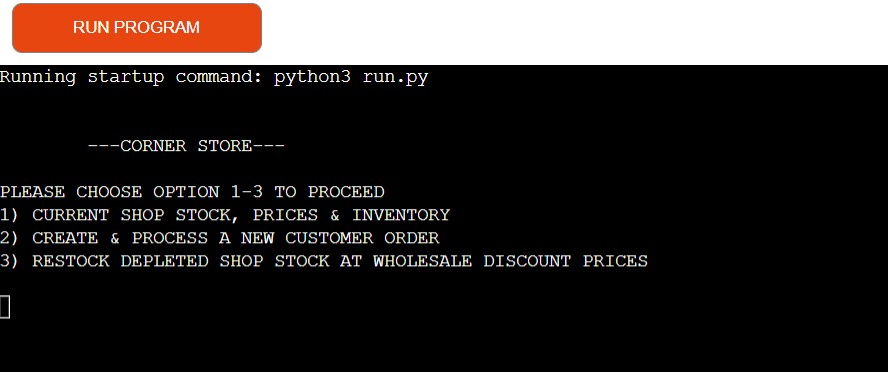 RUN PROGRAM
Running startup command: python3 run.py
---CORNER STORE---
PLEASE CHOOSE OPTION 1-3 TO PROCEED
1) CURRENT SHOP STOCK, PRICES & INVENTORY
2) CREATE & PROCESS A NEW CUSTOMER ORDER
3) RESTOCK DEPLETED SHOP STOCK AT WHOLESALE DISCOUNT PRICES